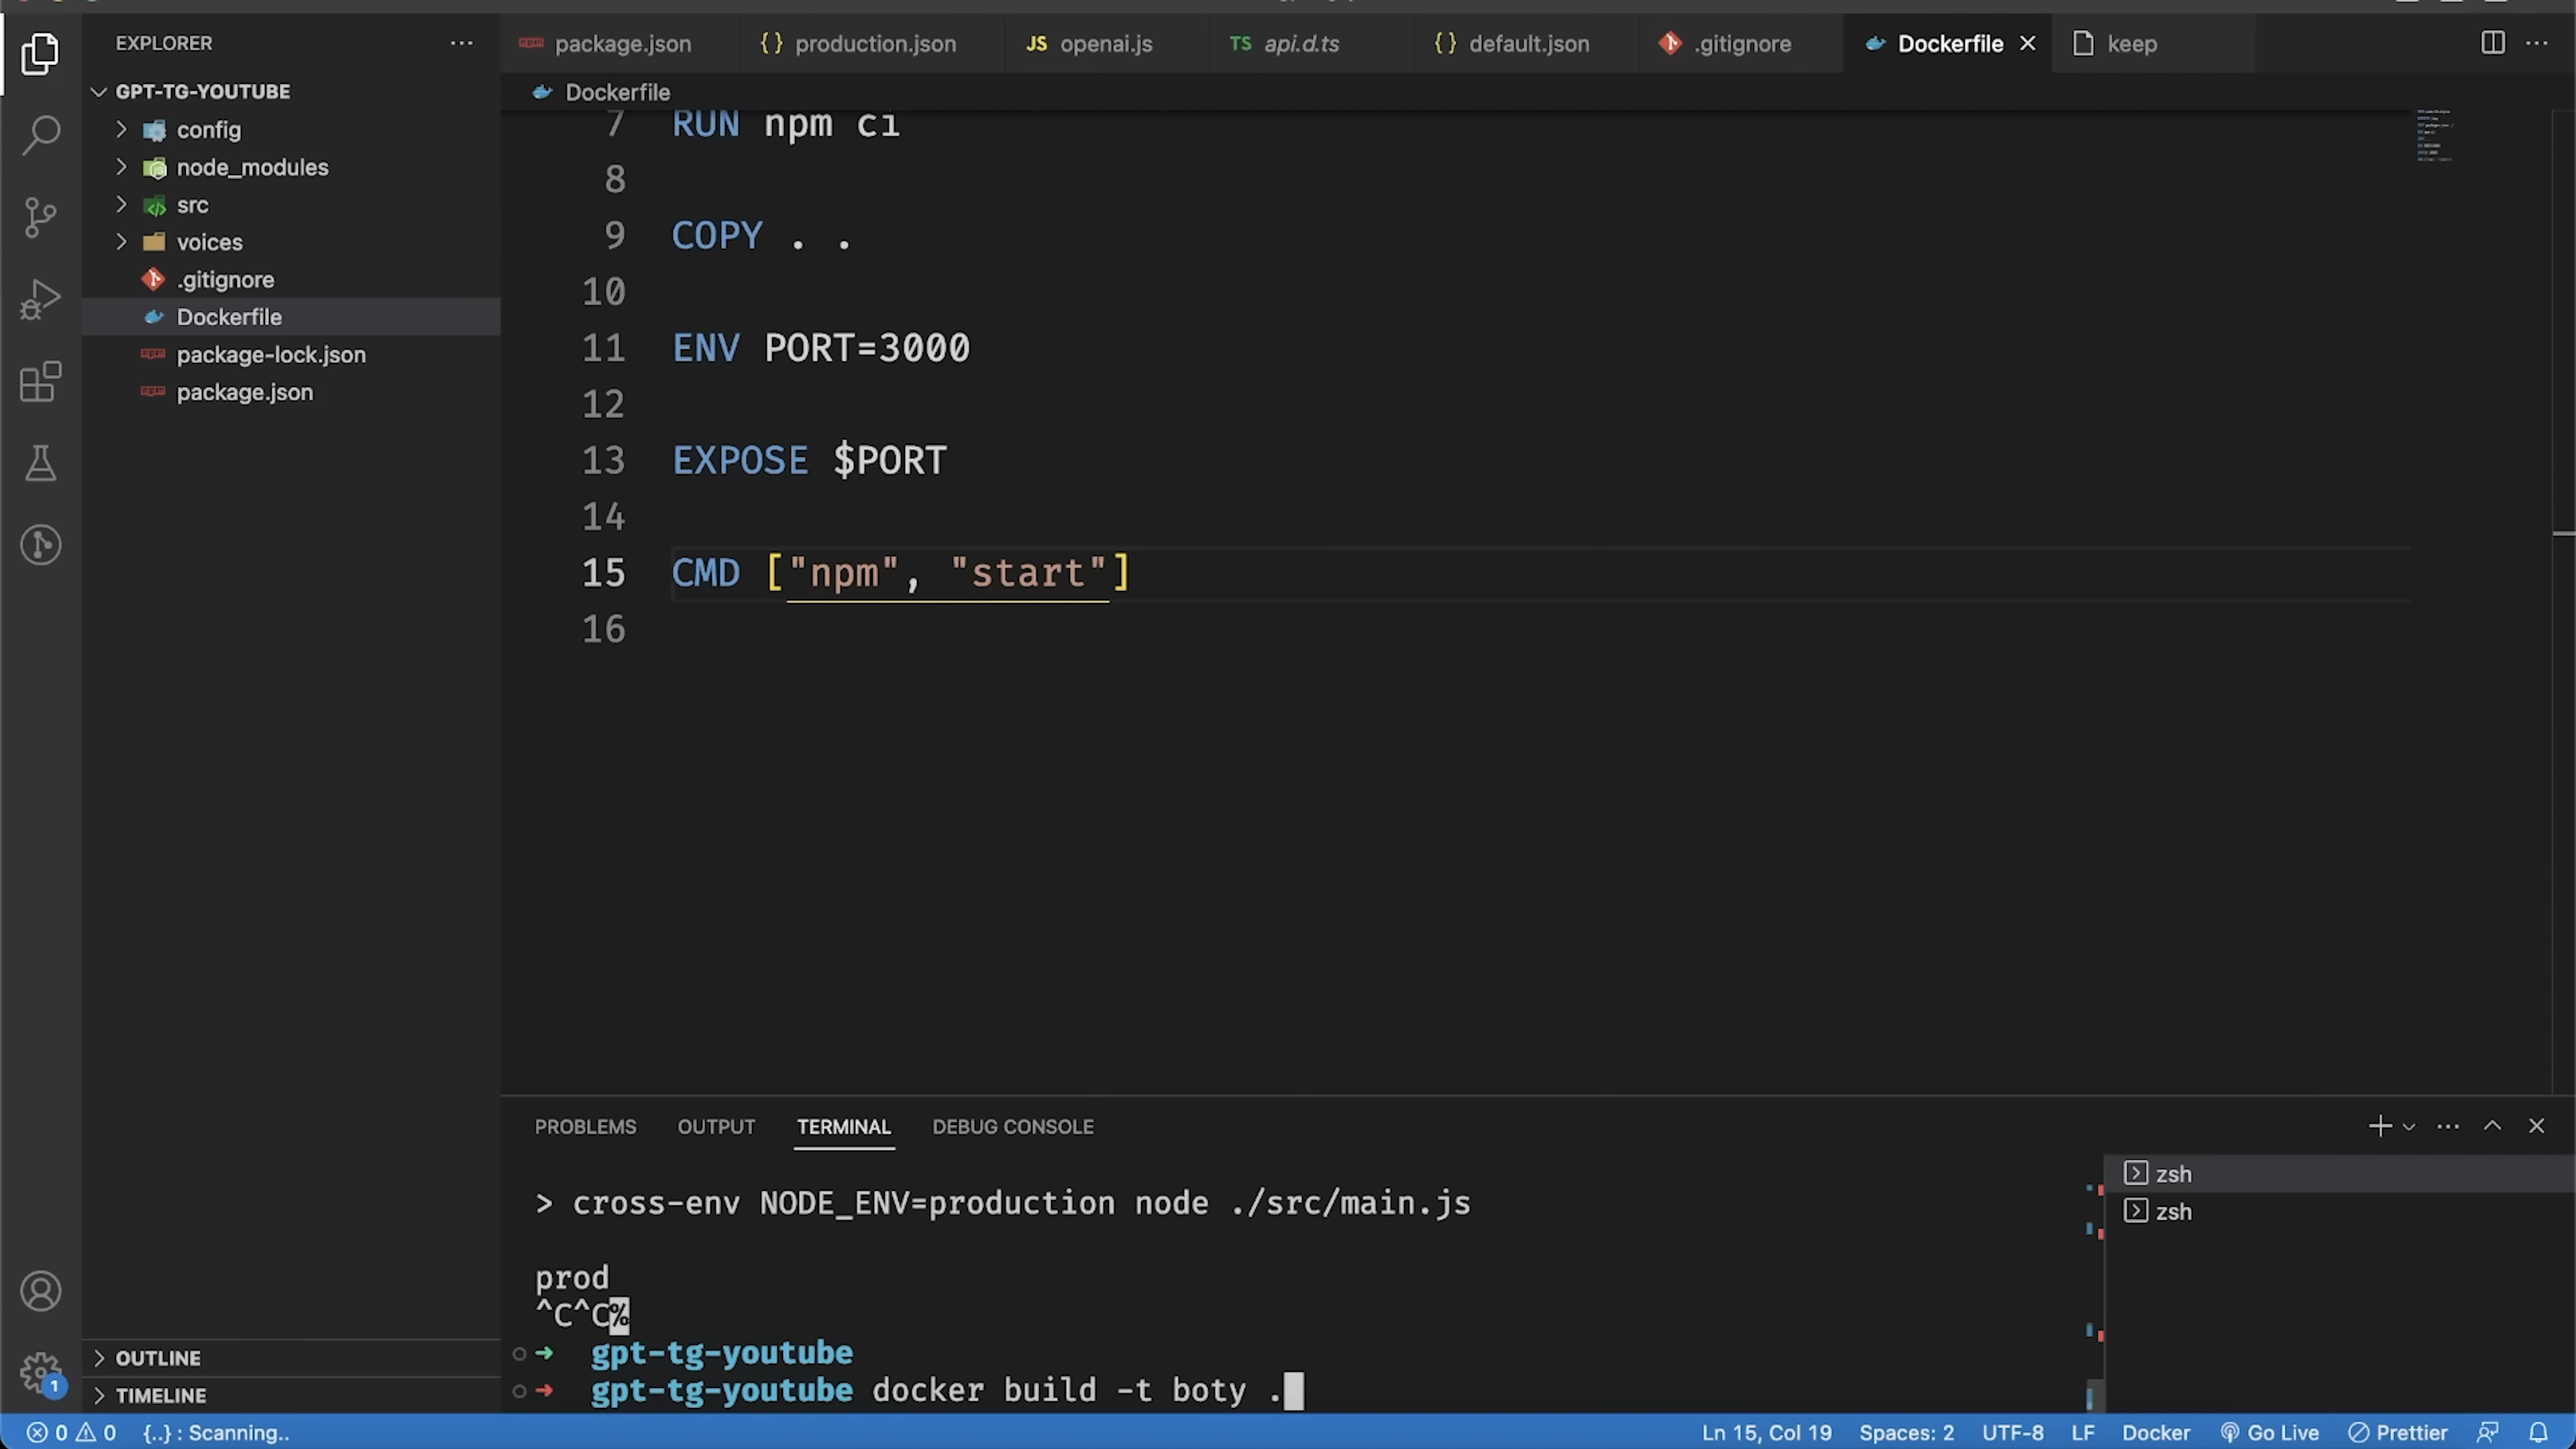 EXPLORER
GPT-TG-YOUTUBE
config
node_modules
src
voices
.gitignore
Dockerfile
package-lock.json
package.json
OUTLINE
TIMELINE
package.json
{} production.json
JS openai.js
TS api.d.ts
{} default.json
.gitignore
Dockerfile
keep
Dockerfile
7 RUN npm ci
8
9 COPY . .
10
11 ENV PORT=3000
12
13 EXPOSE $PORT
14
15 CMD ["npm", "start"]
16
PROBLEMS OUTPUT TERMINAL DEBUG CONSOLE
> cross-env NODE_ENV=production node ./src/main.js
prod
^C^C%
➜ gpt-tg-youtube
➜ gpt-tg-youtube docker build -t boty .
zsh
zsh
1
0 0 {..} : Scanning..
Ln 15, Col 19 Spaces: 2 UTF-8 LF Docker Go Live Prettier